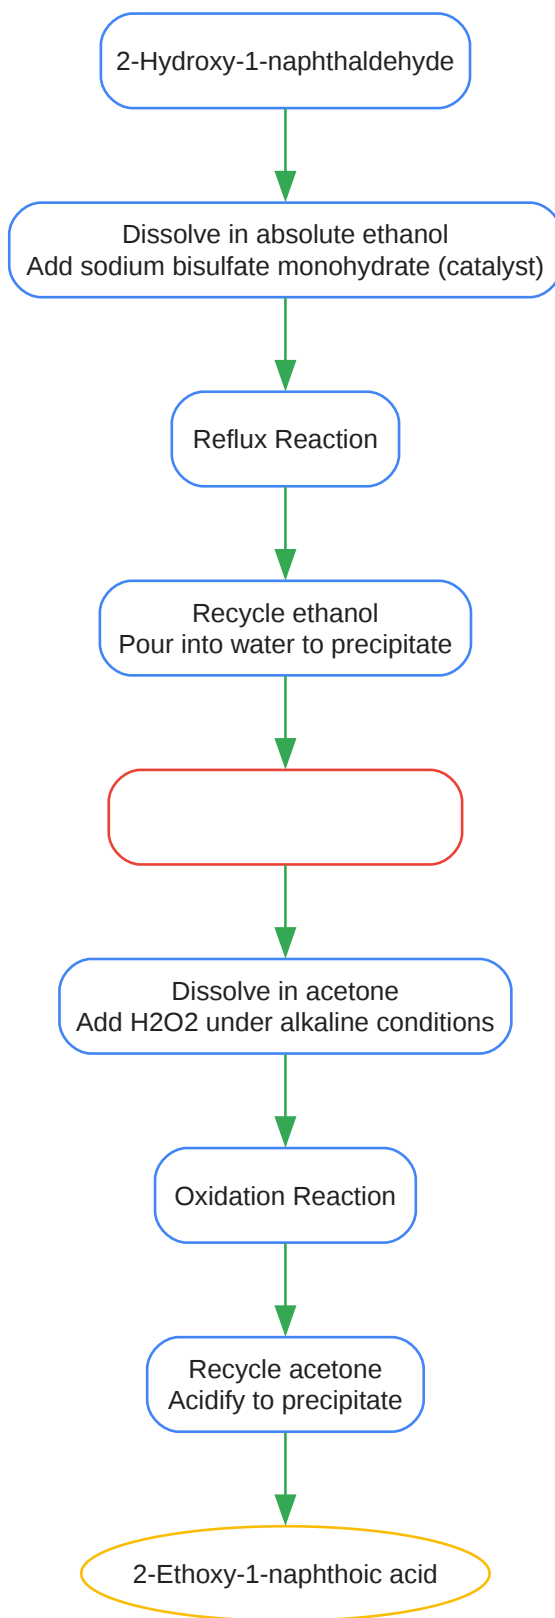 2-Hydroxy-1-naphthaldehyde
Dissolve in absolute ethanol
Add sodium bisulfate monohydrate (catalyst)
Reflux Reaction
Recycle ethanol
Pour into water to precipitate
Dissolve in acetone
Add H2O2 under alkaline conditions
Oxidation Reaction
Recycle acetone
Acidify to precipitate
2-Ethoxy-1-naphthoic acid